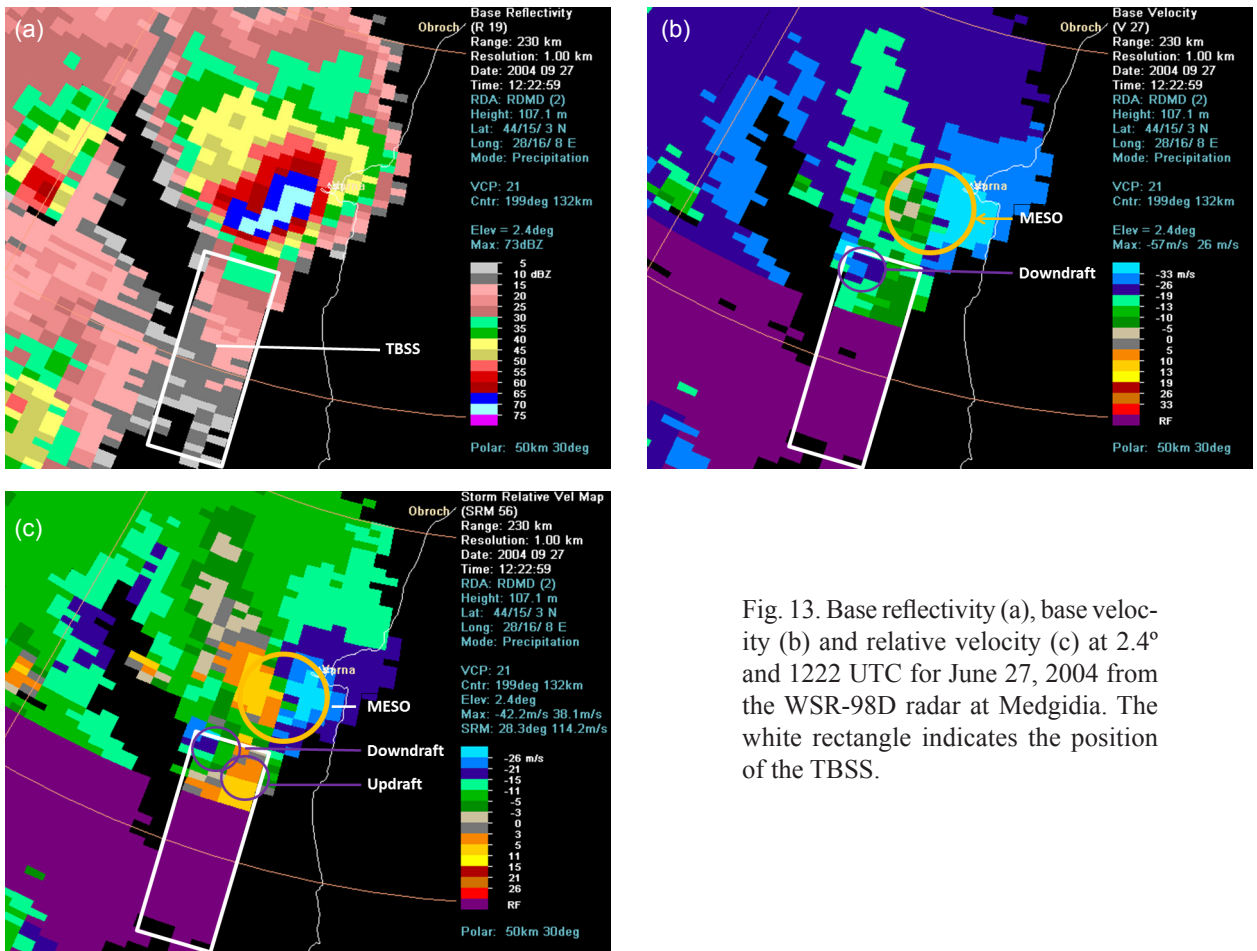 (a)
Obroch
Base Reflectivity
(R 19)
Range: 230 km
Resolution: 1.00 km
Date: 2004 09 27
Time: 12:22:59
RDA: RDMD (2)
Height: 107.1 m
Lat: 44/15/ 3 N
Long: 28/16/ 8 E
Mode: Precipitation
VCP: 21
Cntr: 199deg 132km
Elev = 2.4deg
Max: 73dBZ
5
10 dBZ
15
20
25
30
35
40
45
50
55
60
65
70
75
Polar: 50km 30deg
Varna
TBSS
(b)
Obroch
Base Velocity
(V 27)
Range: 230 km
Resolution: 1.00 km
Date: 2004 09 27
Time: 12:22:59
RDA: RDMD (2)
Height: 107.1 m
Lat: 44/15/ 3 N
Long: 28/16/ 8 E
Mode: Precipitation
VCP: 21
Cntr: 199deg 132km
Elev = 2.4deg
Max: -57m/s 26 m/s
-33 m/s
-26
-19
-13
-10
-5
0
5
10
13
19
26
33
RF
Polar: 50km 30deg
Varna
MESO
Downdraft
(c)
Obroch
Storm Relative Vel Map
(SRM 56)
Range: 230 km
Resolution: 1.00 km
Date: 2004 09 27
Time: 12:22:59
RDA: RDMD (2)
Height: 107.1 m
Lat: 44/15/ 3 N
Long: 28/16/ 8 E
Mode: Precipitation
VCP: 21
Cntr: 199deg 132km
Elev: 2.4deg
Max: -42.2m/s 38.1m/s
SRM: 28.3deg 114.2m/s
-26 m/s
-21
-15
-11
-5
-3
0
3
5
11
15
21
26
RF
Polar: 50km 30deg
Varna
MESO
Downdraft
Updraft
Fig. 13. Base reflectivity (a), base veloc-
ity (b) and relative velocity (c) at 2.4º
and 1222 UTC for June 27, 2004 from
the WSR-98D radar at Medgidia. The
white rectangle indicates the position
of the TBSS.